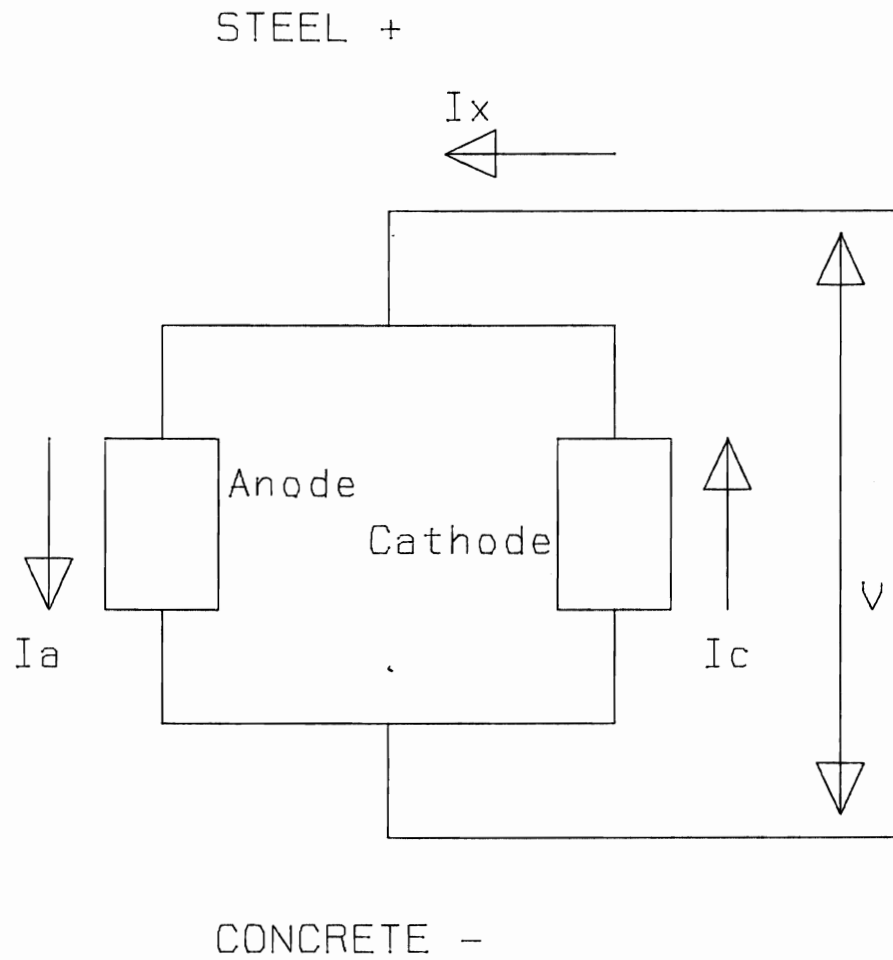 STEEL +
Ix
Anode
Cathode
V
Ia
Ic
CONCRETE -